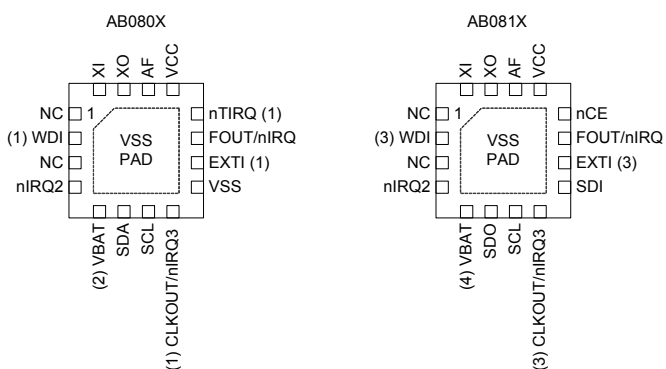 AB080X
XI
XO
AF
VCC
NC
1
nTIRQ (1)
(1) WDI
VSS
PAD
FOUT/nIRQ
NC
EXTI (1)
nIRQ2
VSS
(2) VBAT
SDA
SCL
(1) CLKOUT/nIRQ3
AB081X
XI
XO
AF
VCC
NC
1
nCE
(3) WDI
VSS
PAD
FOUT/nIRQ
NC
EXTI (3)
nIRQ2
SDI
(4) VBAT
SDO
SCL
(3) CLKOUT/nIRQ3